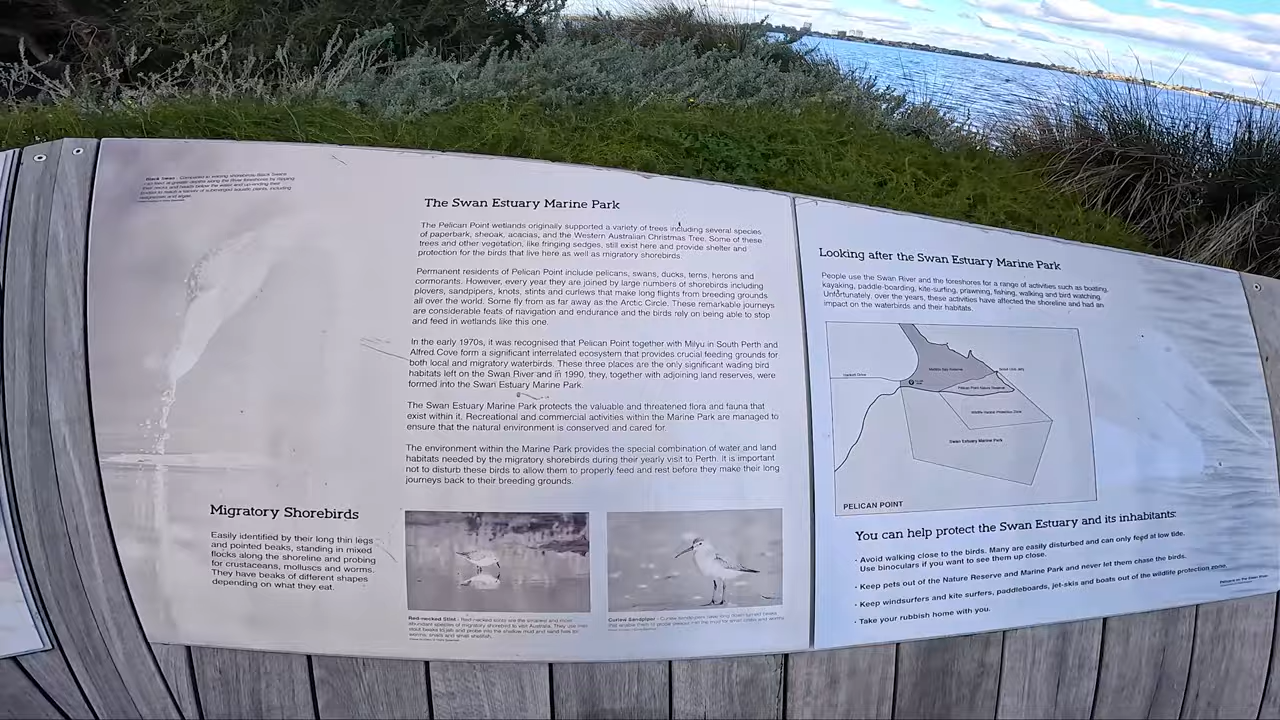 The Swan Estuary Marine Park
The Pelican Point wetlands originally supported a variety of trees including several species
of paperbark, sheoak, acacias, and the Western Australian Christmas Tree. Some of these
trees and other vegetation, like fringing sedges, still exist here and provide shelter and
protection for the birds that live here as well as migratory shorebirds.
Permanent residents of Pelican Point include pelicans, swans, ducks, terns, herons and
cormorants. However, every year they are joined by large numbers of shorebirds including
plovers, sandpipers, knots, stints and curlews that make long flights from breeding grounds
all over the world. Some fly from as far away as the Arctic Circle. These remarkable journeys
are considerable feats of navigation and endurance and the birds rely on being able to stop
and feed in wetlands like this one.
In the early 1970s, it was recognised that Pelican Point together with Milyu in South Perth and
Alfred Cove form a significant interrelated ecosystem that provides crucial feeding grounds for
both local and migratory waterbirds. These three places are the only significant wading bird
habitats left on the Swan River and in 1990, they, together with adjoining land reserves, were
formed into the Swan Estuary Marine Park.
The Swan Estuary Marine Park protects the valuable and threatened flora and fauna that
exist within it. Recreational and commercial activities within the Marine Park are managed to
ensure that the natural environment is conserved and cared for.
The environment within the Marine Park provides the special combination of water and land
habitats needed by the migratory shorebirds during their yearly visit to Perth. It is important
not to disturb these birds to allow them to properly feed and rest before they make their long
journeys back to their breeding grounds.
Migratory Shorebirds
Easily identified by their long thin legs
and pointed beaks, standing in mixed
flocks along the shoreline and probing
for crustaceans, molluscs and worms.
They have beaks of different shapes
depending on what they eat.
Red-necked Stint
Curlew Sandpiper
Looking after the Swan Estuary Marine Park
People use the Swan River and the foreshores for a range of activities such as boating,
kayaking, paddle-boarding, kite-surfing, prawning, fishing, walking and bird watching.
Unfortunately, over the years, these activities have affected the shoreline and had an
impact on the waterbirds and their habitats.
Hackett Drive
Matilda Bay Reserve
Pelican Point Nature Reserve
Swan Estuary Marine Park
PELICAN POINT
You can help protect the Swan Estuary and its inhabitants:
- Avoid walking close to the birds. Many are easily disturbed and can only feed at low tide.
Use binoculars if you want to see them up close.
- Keep pets out of the Nature Reserve and Marine Park and never let them chase the birds.
- Keep windsurfers and kite surfers, paddleboards, jet-skis and boats out of the wildlife protection zone.
- Take your rubbish home with you.
Pelicans on the Swan River